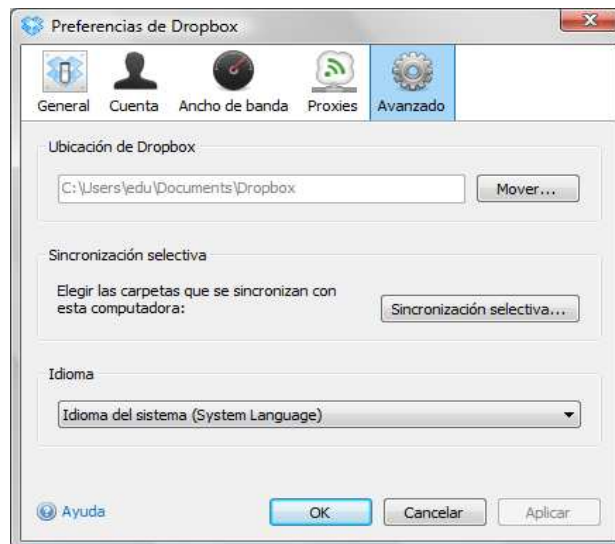 Preferencias de Dropbox
General Cuenta Ancho de banda Proxies Avanzado
Ubicación de Dropbox
C:\Users\edu\Documents\Dropbox Mover...
Sincronización selectiva
Elegir las carpetas que se sincronizan con
esta computadora: Sincronización selectiva...
Idioma
Idioma del sistema (System Language)
Ayuda OK Cancelar Aplicar